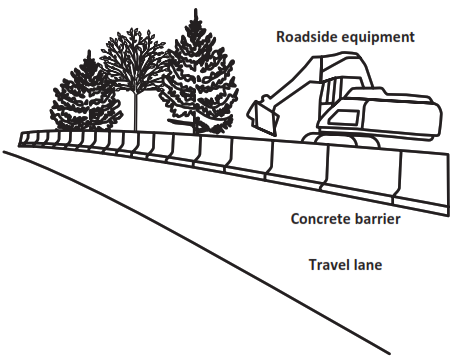 Roadside equipment
Concrete barrier
Travel lane